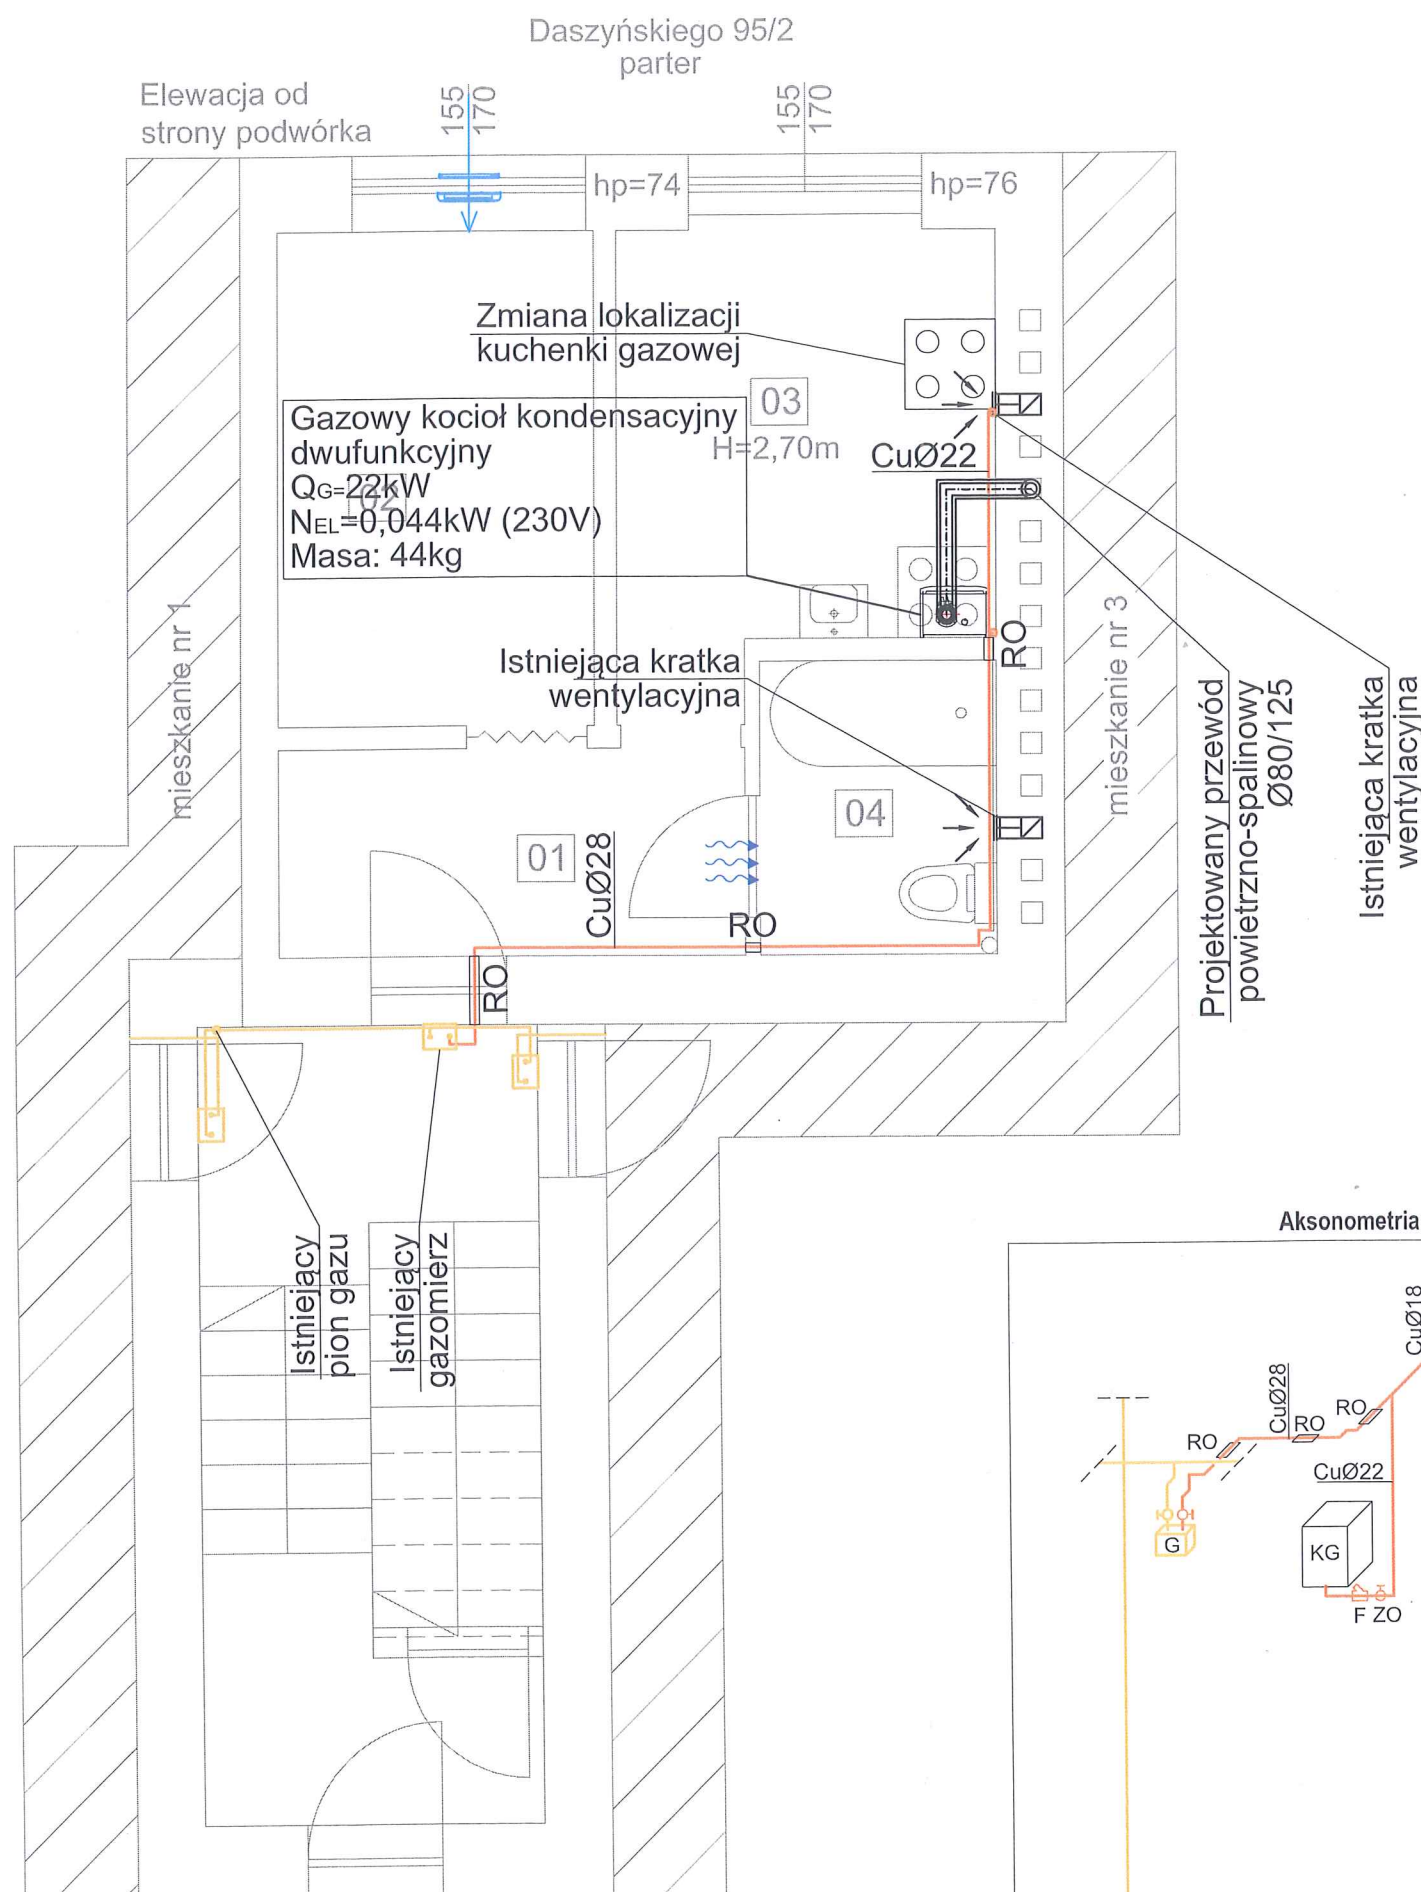 Daszyńskiego 95/2
parter
Elewacja od
strony podwórka
155
170
155
170
hp=74
hp=76
Zmiana lokalizacji
kuchenki gazowej
03
H=2,70m
Gazowy kocioł kondensacyjny
dwufunkcyjny
QG=22kW
NEL=0,044kW (230V)
Masa: 44kg
02
CuØ22
RO
Istniejąca kratka
wentylacyjna
mieszkanie nr 1
mieszkanie nr 3
Projektowany przewód
powietrzno-spalinowy
Ø80/125
Istniejąca kratka
wentylacyjna
04
01
CuØ28
RO
RO
Istniejący
pion gazu
Istniejący
gazomierz
Aksonometria
CuØ18
CuØ28
RO
RO
RO
CuØ22
G
KG
F ZO